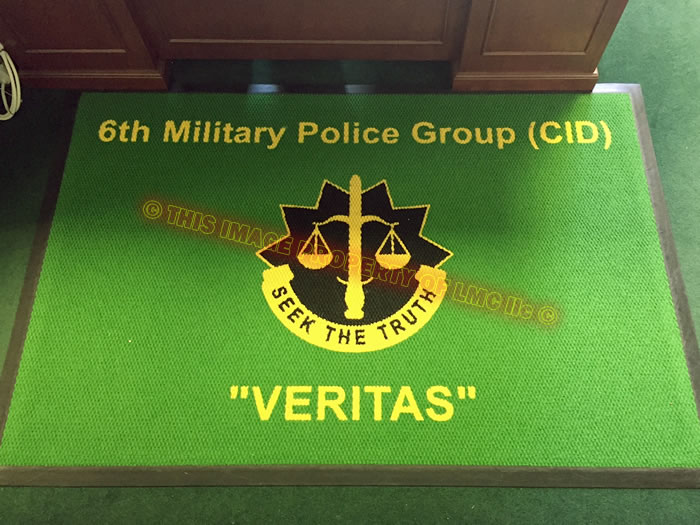 6th Military Police Group (CID)
© THIS IMAGE PROPERTY OF LMC llc ©
SEEK THE TRUTH
"VERITAS"